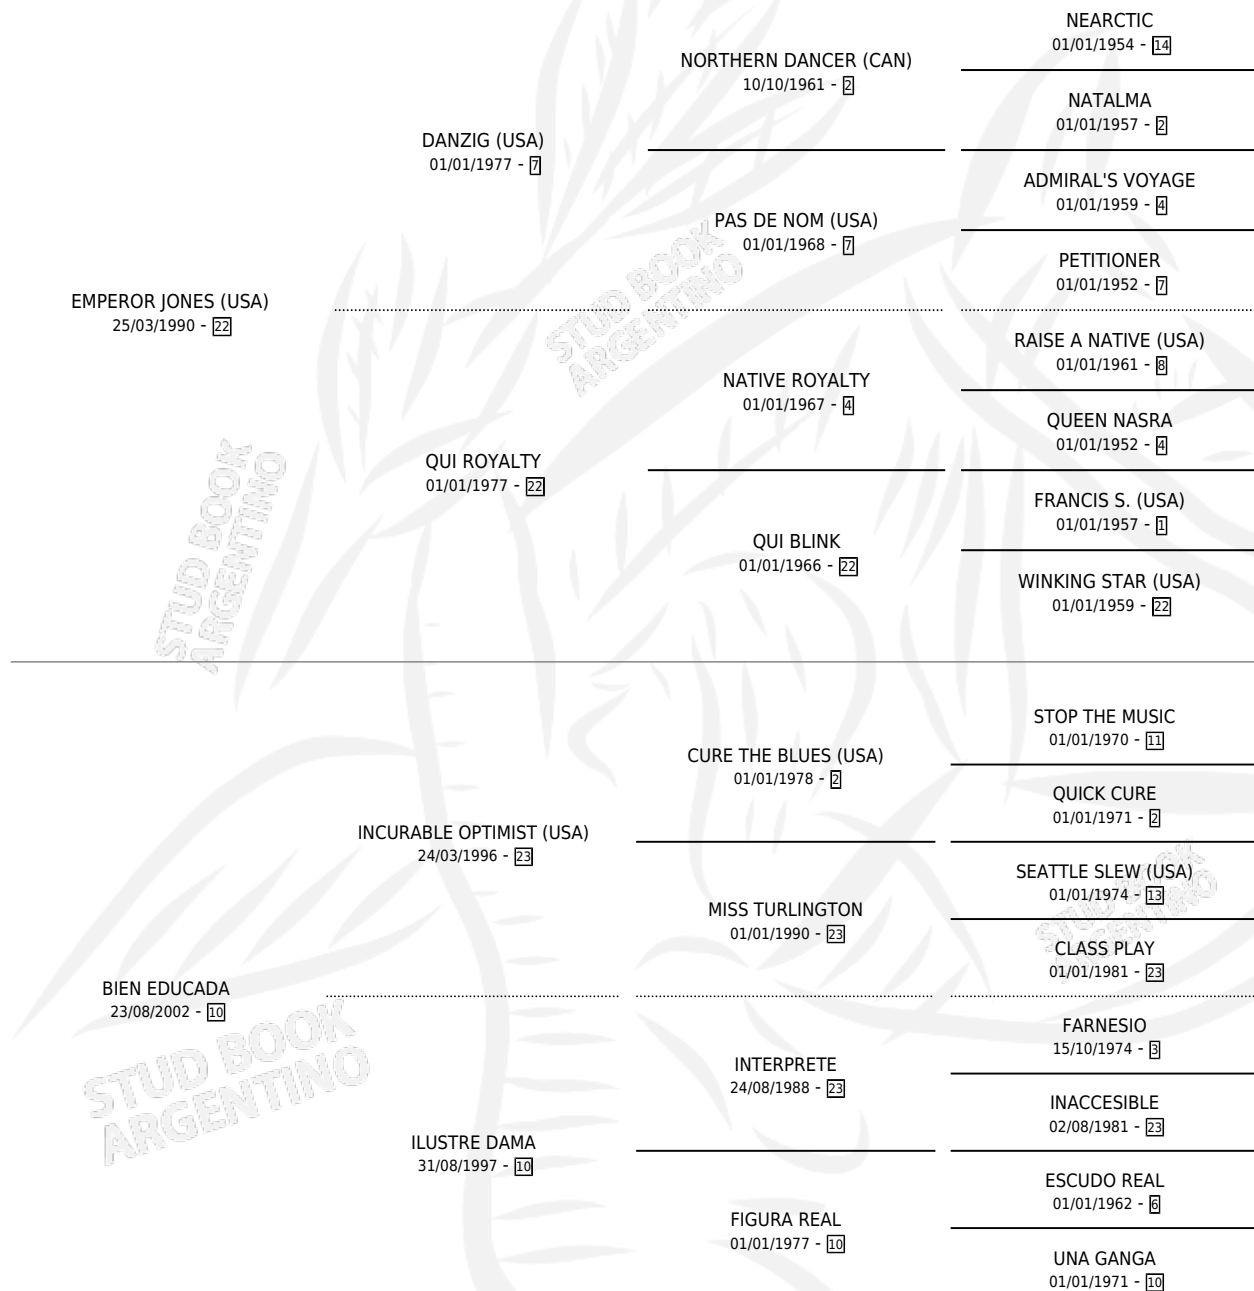 NEARCTIC
01/01/1954 - 14
NORTHERN DANCER (CAN)
10/10/1961 - 2
NATALMA
01/01/1957 - 2
DANZIG (USA)
01/01/1977 - 7
ADMIRAL'S VOYAGE
01/01/1959 - 4
PAS DE NOM (USA)
01/01/1968 - 7
PETITIONER
01/01/1952 - 7
EMPEROR JONES (USA)
25/03/1990 - 22
STUD BOOK
ARGENTINO
RAISE A NATIVE (USA)
01/01/1961 - 8
NATIVE ROYALTY
01/01/1967 - 4
QUEEN NASRA
01/01/1952 - 4
QUI ROYALTY
01/01/1977 - 22
FRANCIS S. (USA)
01/01/1957 - 1
QUI BLINK
01/01/1966 - 22
WINKING STAR (USA)
01/01/1959 - 22
STUD BOOK
ARGENTINO
STOP THE MUSIC
01/01/1970 - 11
CURE THE BLUES (USA)
01/01/1978 - 2
QUICK CURE
01/01/1971 - 2
INCURABLE OPTIMIST (USA)
24/03/1996 - 23
SEATTLE SLEW (USA)
01/01/1974 - 13
MISS TURLINGTON
01/01/1990 - 23
STUD BOOK
ARGENTINO
CLASS PLAY
01/01/1981 - 23
BIEN EDUCADA
23/08/2002 - 10
STUD BOOK
ARGENTINO
FARNESIO
15/10/1974 - 3
INTERPRETE
24/08/1988 - 23
INACCESIBLE
02/08/1981 - 23
ILUSTRE DAMA
31/08/1997 - 10
ESCUDO REAL
01/01/1962 - 6
FIGURA REAL
01/01/1977 - 10
UNA GANGA
01/01/1971 - 10